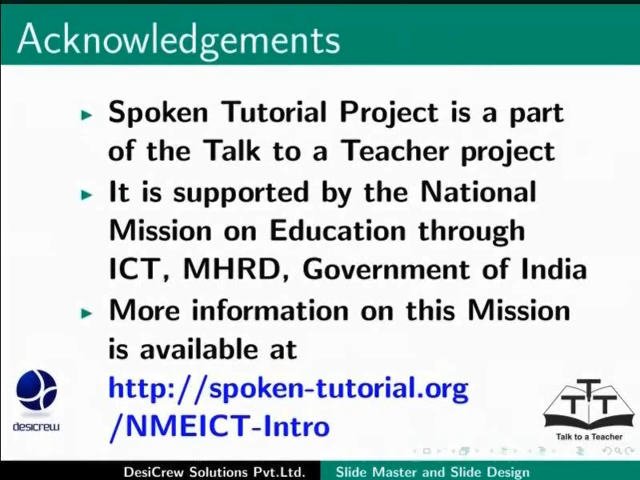 Acknowledgements
▶ Spoken Tutorial Project is a part
of the Talk to a Teacher project
▶ It is supported by the National
Mission on Education through
ICT, MHRD, Government of India
▶ More information on this Mission
is available at
http://spoken-tutorial.org
/NMEICT-Intro
desicrew
TTT
Talk to a Teacher
DesiCrew Solutions Pvt.Ltd. Slide Master and Slide Design